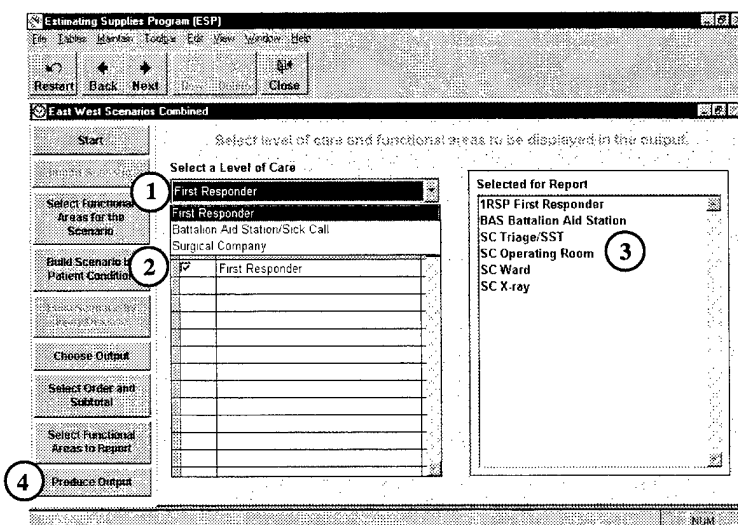 Estimating Supplies Program (ESP)
File Tables Maintain Toolbar Edit View Window Help
Restart Back Next Close
East West Scenarios Combined
Start
Select level of care and functional areas to be displayed in the output.
Select a Level of Care
Selected for Report
1
First Responder
First Responder
Battalion Aid Station/Sick Call
Surgical Company
2
First Responder
1RSP First Responder
BAS Battalion Aid Station
SC Triage/SST
SC Operating Room
SC Ward
SC X-ray
3
Select Functional
Areas for the
Scenario
Build Scenario
Patient Condition
Choose Output
Select Order and
Subtotal
Select Functional
Areas to Report
4
Produce Output
NUM